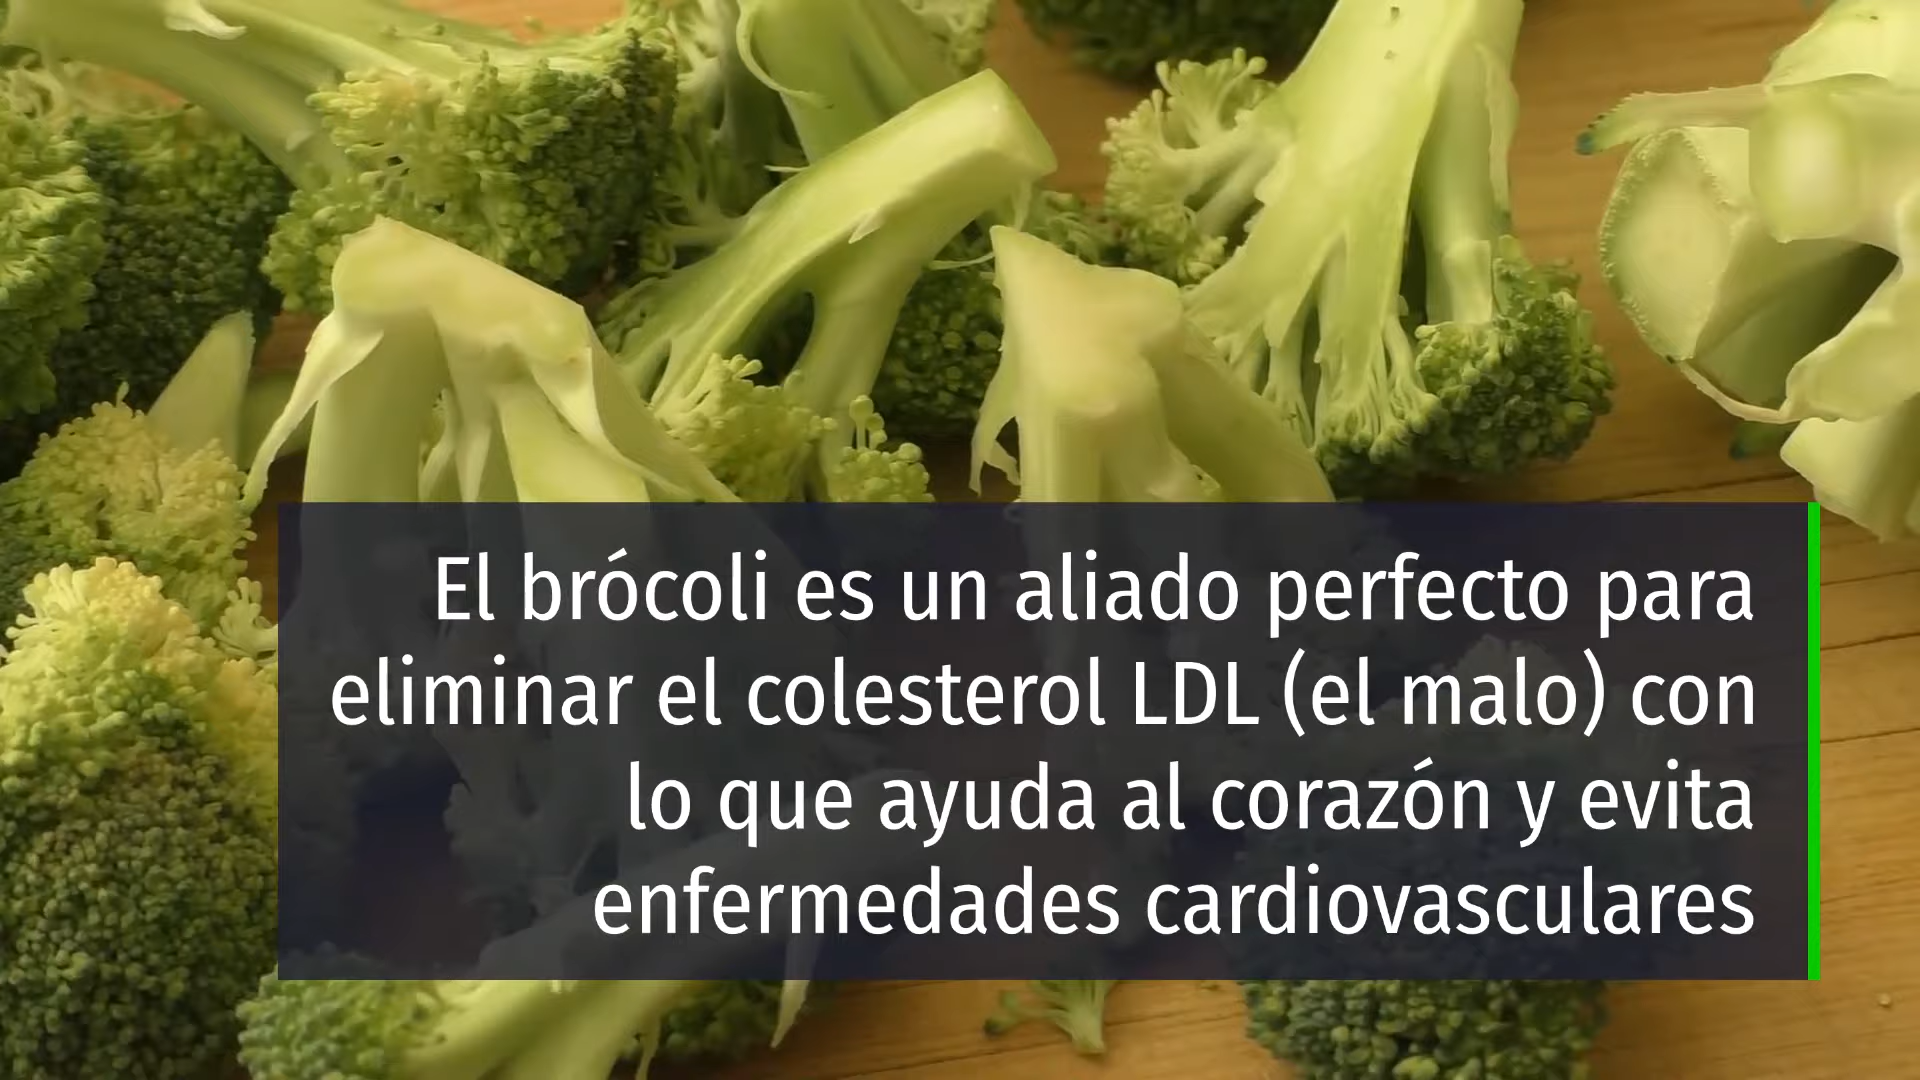 El brócoli es un aliado perfecto para
eliminar el colesterol LDL (el malo) con
lo que ayuda al corazón y evita
enfermedades cardiovasculares